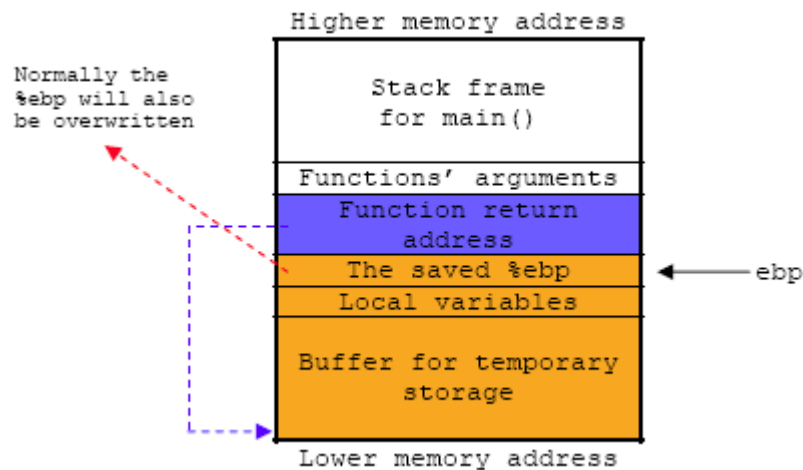 Higher memory address
Normally the
%ebp will also
be overwritten
Stack frame
for main()
Functions’ arguments
Function return
address
The saved %ebp
ebp
Local variables
Buffer for temporary
storage
Lower memory address